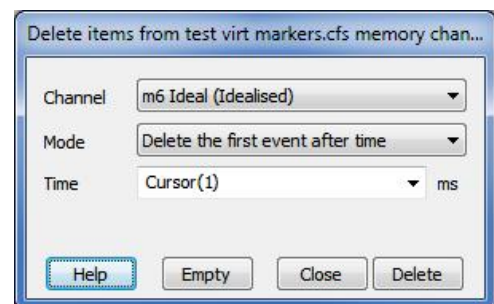 Delete items from test virt markers.cfs memory chan...
Channel m6 Ideal (Idealised)
Mode Delete the first event after time
Time Cursor(1) ms
Help Empty Close Delete